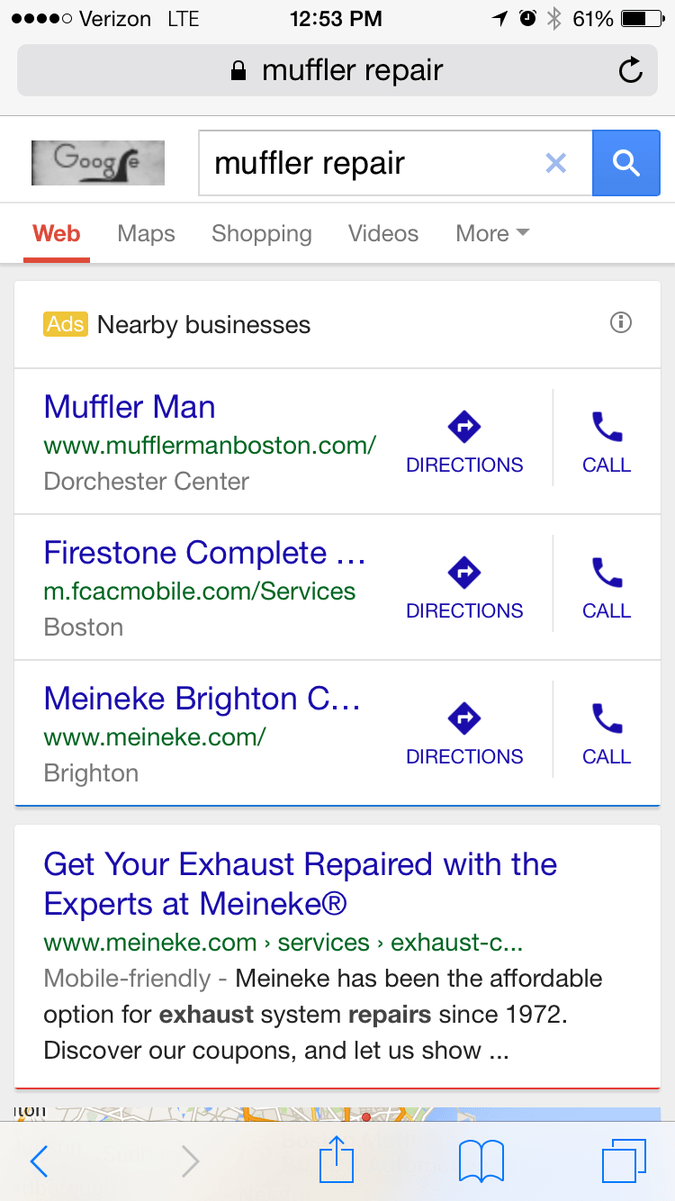 Verizon LTE 12:53 PM 61%
muffler repair
Google
muffler repair
Web Maps Shopping Videos More
Ads Nearby businesses
Muffler Man
www.mufflermanboston.com/
Dorchester Center
DIRECTIONS CALL
Firestone Complete ...
m.fcacmobile.com/Services
Boston
DIRECTIONS CALL
Meineke Brighton C...
www.meineke.com/
Brighton
DIRECTIONS CALL
Get Your Exhaust Repaired with the
Experts at Meineke®
www.meineke.com › services › exhaust-c...
Mobile-friendly - Meineke has been the affordable
option for exhaust system repairs since 1972.
Discover our coupons, and let us show ...